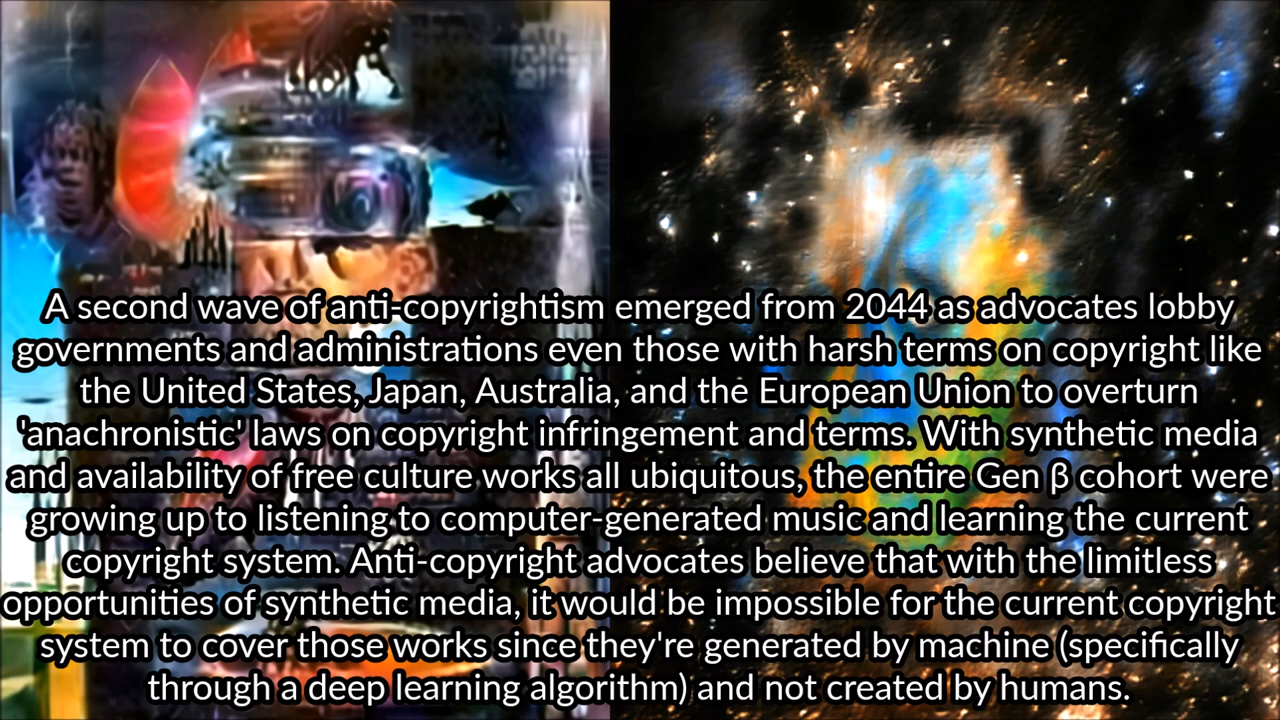 A second wave of anti-copyrightism emerged from 2044 as advocates lobby
governments and administrations even those with harsh terms on copyright like
the United States, Japan, Australia, and the European Union to overturn
'anachronistic' laws on copyright infringement and terms. With synthetic media
and availability of free culture works all ubiquitous, the entire Gen β cohort were
growing up to listening to computer-generated music and learning the current
copyright system. Anti-copyright advocates believe that with the limitless
opportunities of synthetic media, it would be impossible for the current copyright
system to cover those works since they're generated by machine (specifically
through a deep learning algorithm) and not created by humans.